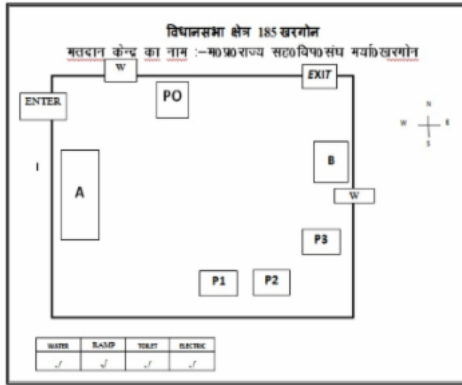 विधानसभा क्षेत्र 185 खरगोन
मतदान केन्द्र का नाम :-म0प्र0राज्य सह0विप0संघ मर्या0खरगोन
W
EXIT
PO
ENTER
N
W E
S
I
A
B
W
P3
P1 P2
WATER RAMP TOILET ELECTRIC
√ √ √ √